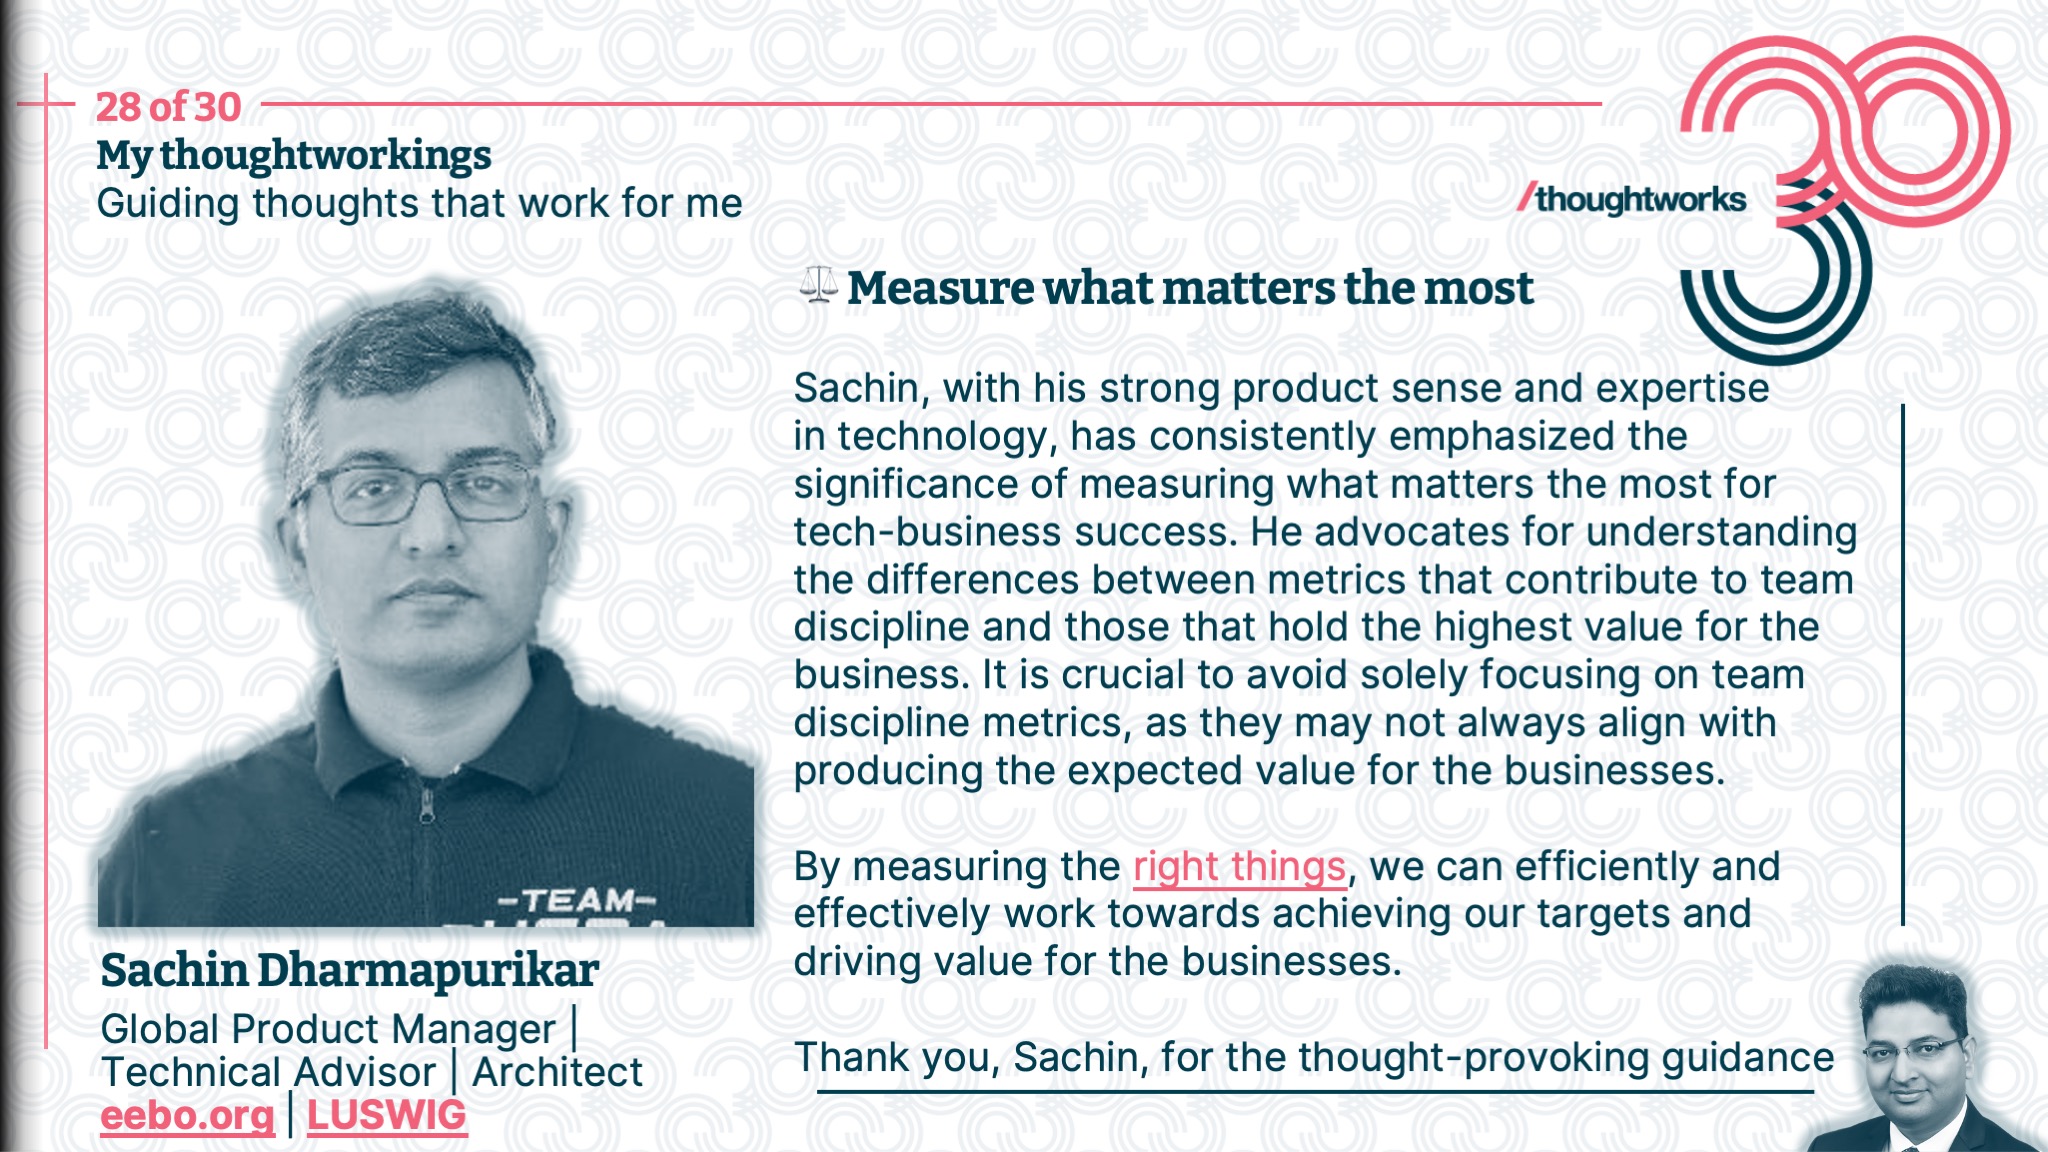 28 of 30
My thoughtworkings
Guiding thoughts that work for me
/thoughtworks
30
⚖️ Measure what matters the most
Sachin, with his strong product sense and expertise
in technology, has consistently emphasized the
significance of measuring what matters the most for
tech-business success. He advocates for understanding
the differences between metrics that contribute to team
discipline and those that hold the highest value for the
business. It is crucial to avoid solely focusing on team
discipline metrics, as they may not always align with
producing the expected value for the businesses.
By measuring the right things, we can efficiently and
effectively work towards achieving our targets and
driving value for the businesses.
Thank you, Sachin, for the thought-provoking guidance
-TEAM-
Sachin Dharmapurikar
Global Product Manager |
Technical Advisor | Architect
eebo.org | LUSWIG